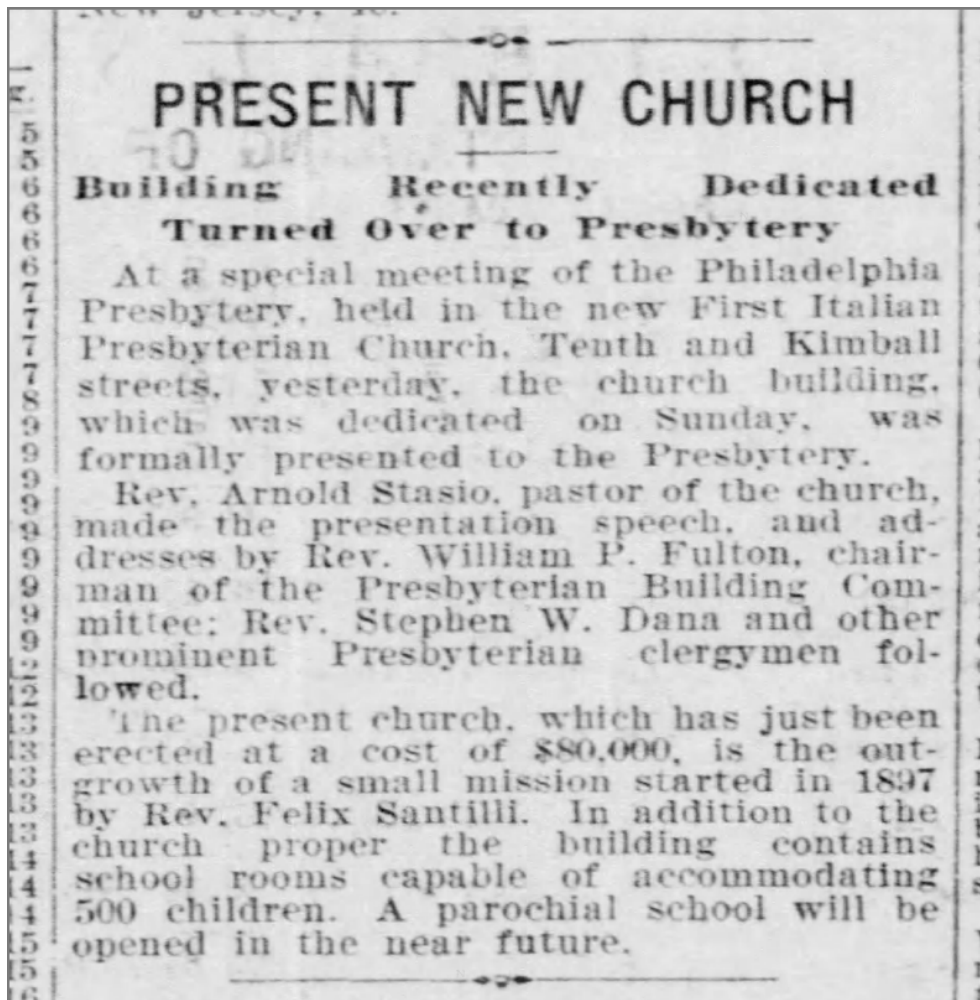 PRESENT NEW CHURCH
Building Recently Dedicated
Turned Over to Presbytery
At a special meeting of the Philadelphia
Presbytery, held in the new First Italian
Presbyterian Church, Tenth and Kimball
streets, yesterday, the church building,
which was dedicated on Sunday, was
formally presented to the Presbytery.
Rev. Arnold Stasio, pastor of the church,
made the presentation speech, and ad-
dresses by Rev. William P. Fulton, chair-
man of the Presbyterian Building Com-
mittee; Rev. Stephen W. Dana and other
prominent Presbyterian clergymen fol-
lowed.
The present church, which has just been
erected at a cost of $80,000, is the out-
growth of a small mission started in 1897
by Rev. Felix Santilli. In addition to the
church proper the building contains
school rooms capable of accommodating
500 children. A parochial school will be
opened in the near future.